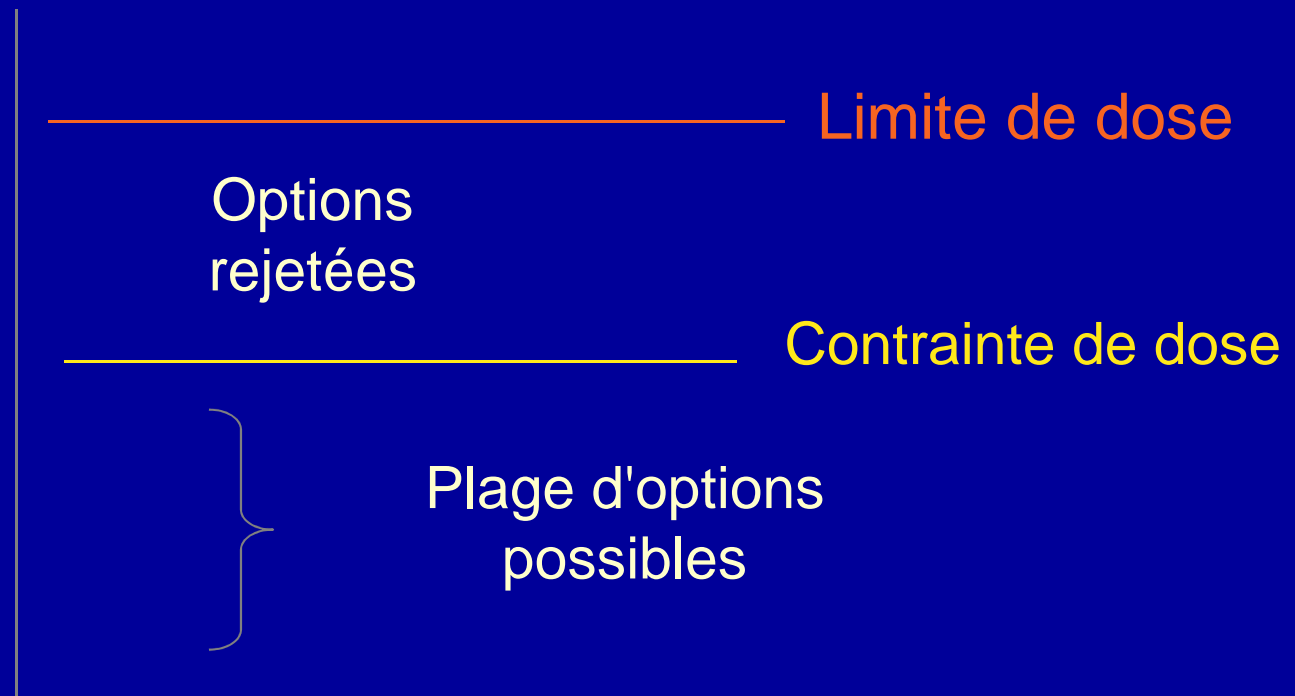 Limite de dose
Options
rejetées
Contrainte de dose
Plage d'options
possibles